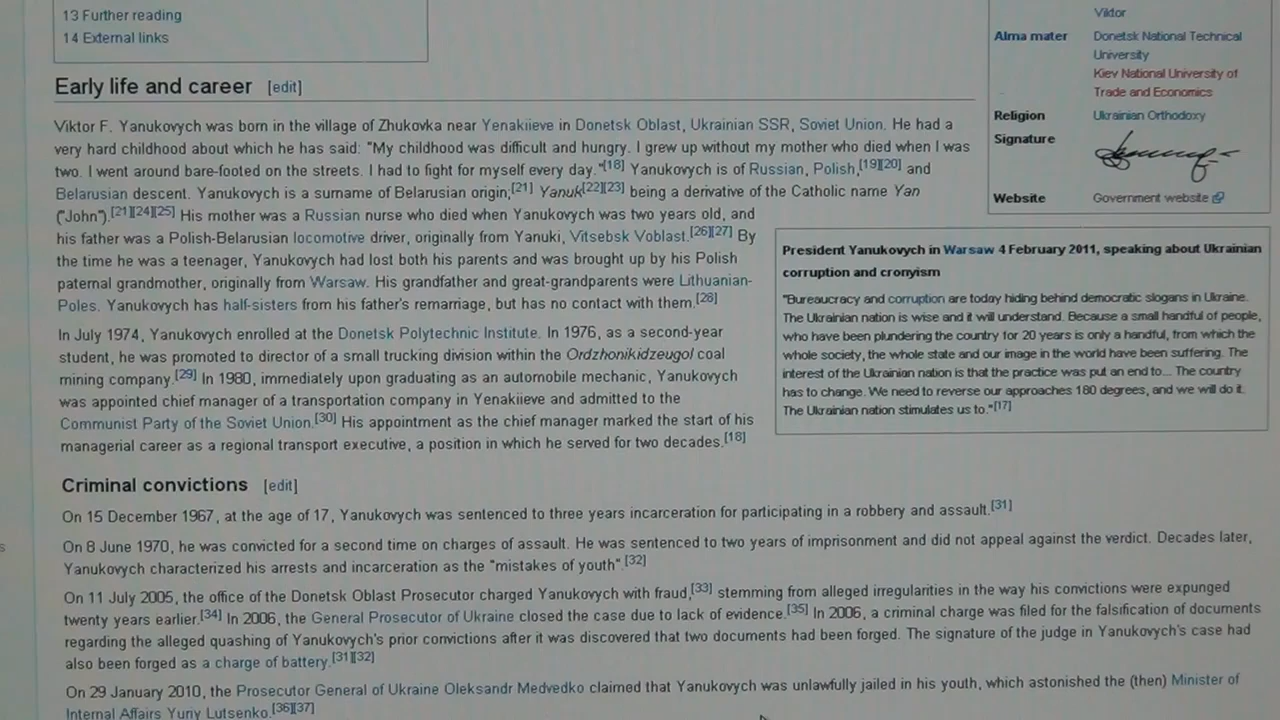 13 Further reading
14 External links
Viktor
Alma mater Donetsk National Technical
University
Kiev National University of
Trade and Economics
Religion Ukrainian Orthodoxy
Signature
Website Government website
Early life and career [edit]
Viktor F. Yanukovych was born in the village of Zhukovka near Yenakiieve in Donetsk Oblast, Ukrainian SSR, Soviet Union. He had a
very hard childhood about which he has said: "My childhood was difficult and hungry. I grew up without my mother who died when I was
two. I went around bare-footed on the streets. I had to fight for myself every day."[18] Yanukovych is of Russian, Polish,[19][20] and
Belarusian descent. Yanukovych is a surname of Belarusian origin;[21] Yanuk[22][23] being a derivative of the Catholic name Yan
("John").[21][24][25] His mother was a Russian nurse who died when Yanukovych was two years old, and
his father was a Polish-Belarusian locomotive driver, originally from Yanuki, Vitsebsk Voblast.[26][27] By
the time he was a teenager, Yanukovych had lost both his parents and was brought up by his Polish
paternal grandmother, originally from Warsaw. His grandfather and great-grandparents were Lithuanian-
Poles. Yanukovych has half-sisters from his father's remarriage, but has no contact with them.[28]
In July 1974, Yanukovych enrolled at the Donetsk Polytechnic Institute. In 1976, as a second-year
student, he was promoted to director of a small trucking division within the Ordzhonikidzeugol coal
mining company.[29] In 1980, immediately upon graduating as an automobile mechanic, Yanukovych
was appointed chief manager of a transportation company in Yenakiieve and admitted to the
Communist Party of the Soviet Union.[30] His appointment as the chief manager marked the start of his
managerial career as a regional transport executive, a position in which he served for two decades.[18]
President Yanukovych in Warsaw 4 February 2011, speaking about Ukrainian
corruption and cronyism
"Bureaucracy and corruption are today hiding behind democratic slogans in Ukraine.
The Ukrainian nation is wise and it will understand. Because a small handful of people,
who have been plundering the country for 20 years is only a handful, from which the
whole society, the whole state and our image in the world have been suffering. The
interest of the Ukrainian nation is that the practice was put an end to... The country
has to change. We need to reverse our approaches 180 degrees, and we will do it.
The Ukrainian nation stimulates us to."[17]
Criminal convictions [edit]
On 15 December 1967, at the age of 17, Yanukovych was sentenced to three years incarceration for participating in a robbery and assault.[31]
On 8 June 1970, he was convicted for a second time on charges of assault. He was sentenced to two years of imprisonment and did not appeal against the verdict. Decades later,
Yanukovych characterized his arrests and incarceration as the "mistakes of youth".[32]
On 11 July 2005, the office of the Donetsk Oblast Prosecutor charged Yanukovych with fraud,[33] stemming from alleged irregularities in the way his convictions were expunged
twenty years earlier.[34] In 2006, the General Prosecutor of Ukraine closed the case due to lack of evidence.[35] In 2006, a criminal charge was filed for the falsification of documents
regarding the alleged quashing of Yanukovych's prior convictions after it was discovered that two documents had been forged. The signature of the judge in Yanukovych's case had
also been forged as a charge of battery.[31][32]
On 29 January 2010, the Prosecutor General of Ukraine Oleksandr Medvedko claimed that Yanukovych was unlawfully jailed in his youth, which astonished the (then) Minister of
Internal Affairs Yuriy Lutsenko.[36][37]